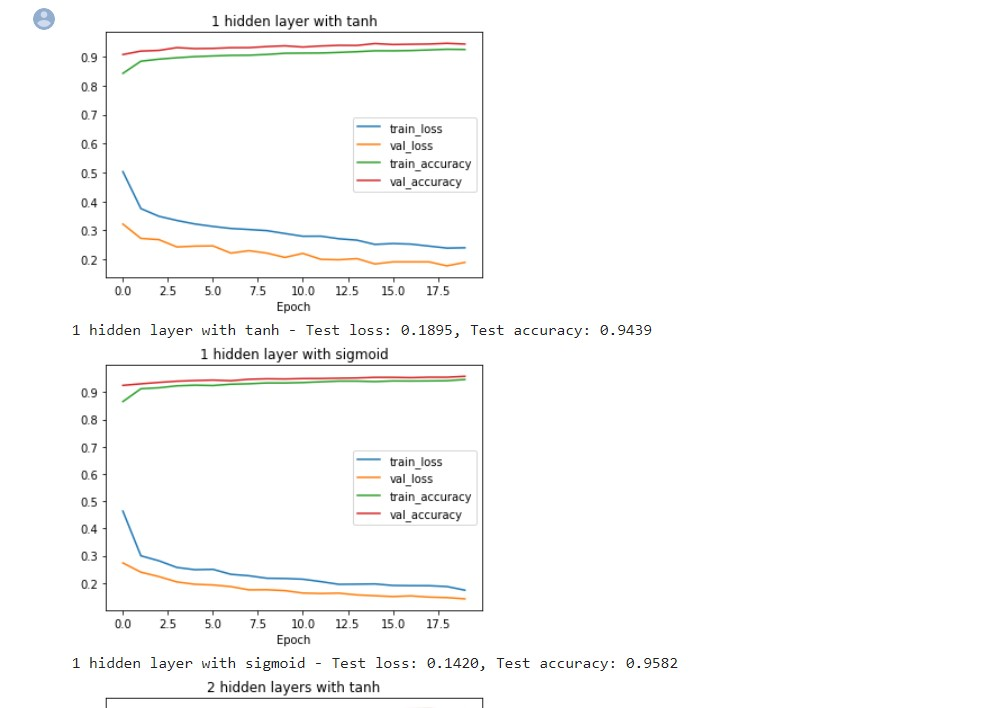 1 hidden layer with tanh
0.9
0.8
0.7
0.6
0.5
0.4
0.3
0.2
train_loss
val_loss
train_accuracy
val_accuracy
0.0 2.5 5.0 7.5 10.0 12.5 15.0 17.5
Epoch
1 hidden layer with tanh - Test loss: 0.1895, Test accuracy: 0.9439
1 hidden layer with sigmoid
0.9
0.8
0.7
0.6
0.5
0.4
0.3
0.2
train_loss
val_loss
train_accuracy
val_accuracy
0.0 2.5 5.0 7.5 10.0 12.5 15.0 17.5
Epoch
1 hidden layer with sigmoid - Test loss: 0.1420, Test accuracy: 0.9582
2 hidden layers with tanh